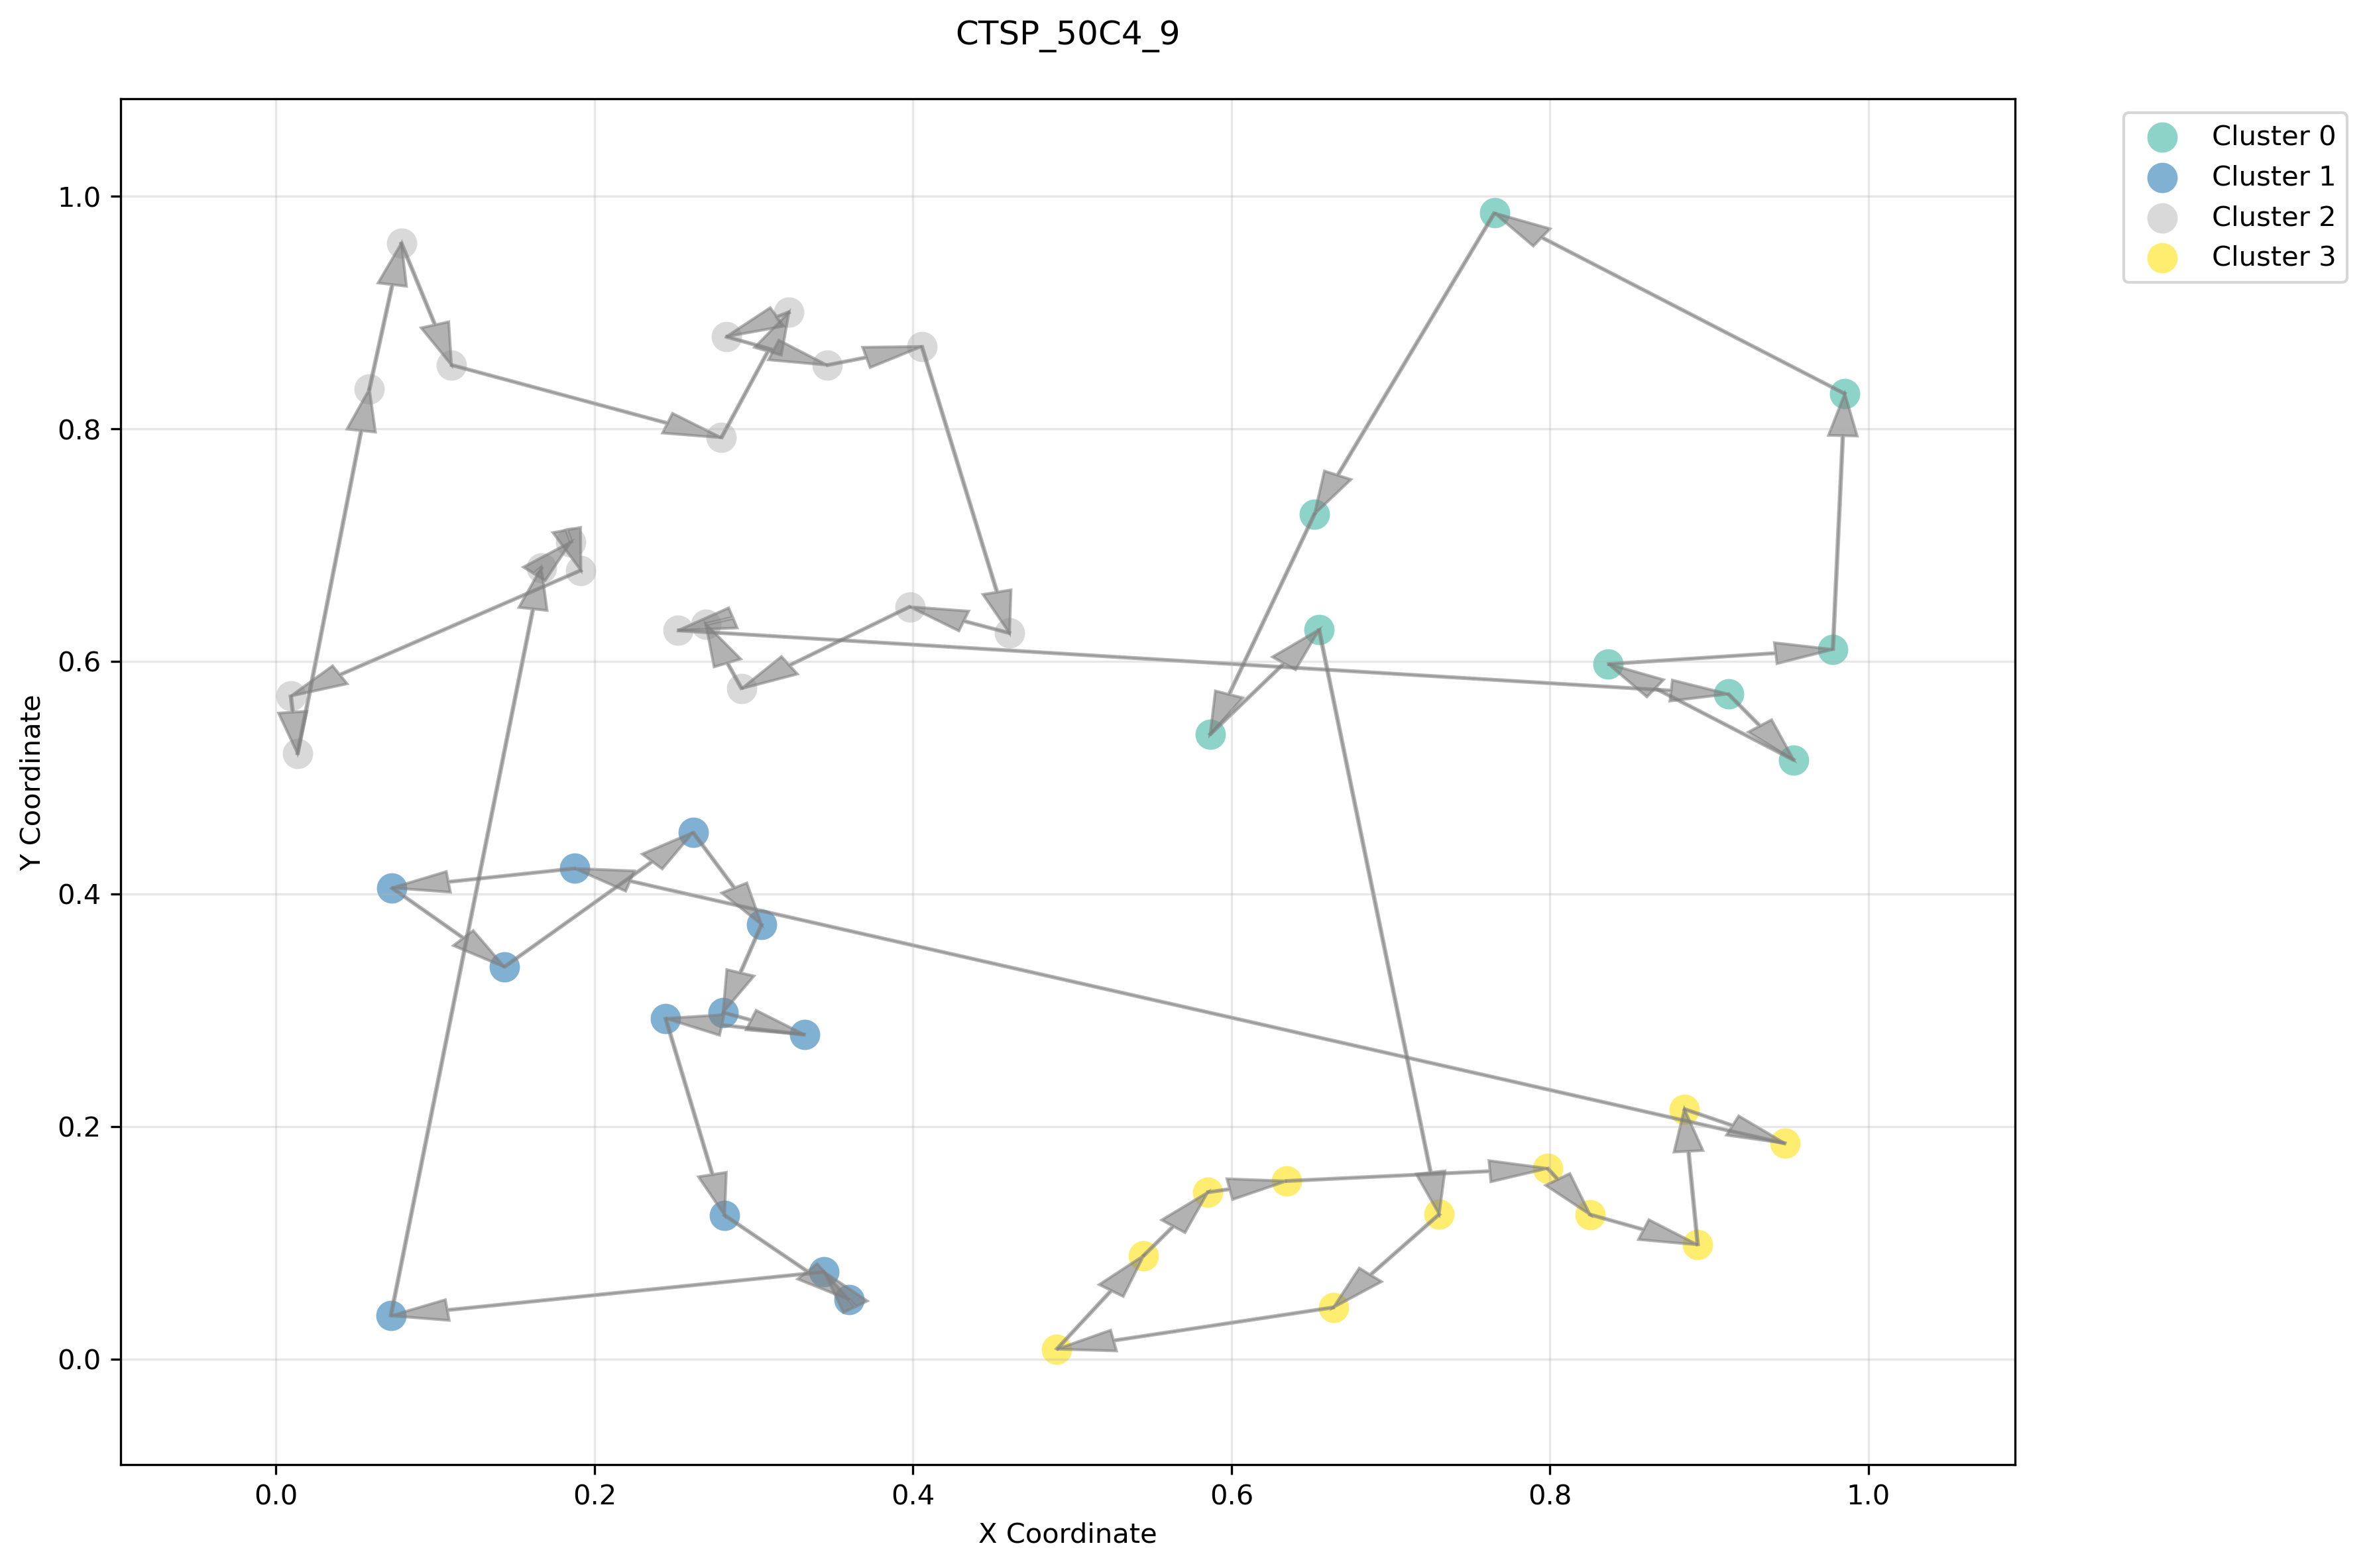 CTSP_50C4_9
Cluster 0
Cluster 1
Cluster 2
Cluster 3
Y Coordinate
1.0
0.8
0.6
0.4
0.2
0.0
0.0 0.2 0.4 0.6 0.8 1.0
X Coordinate